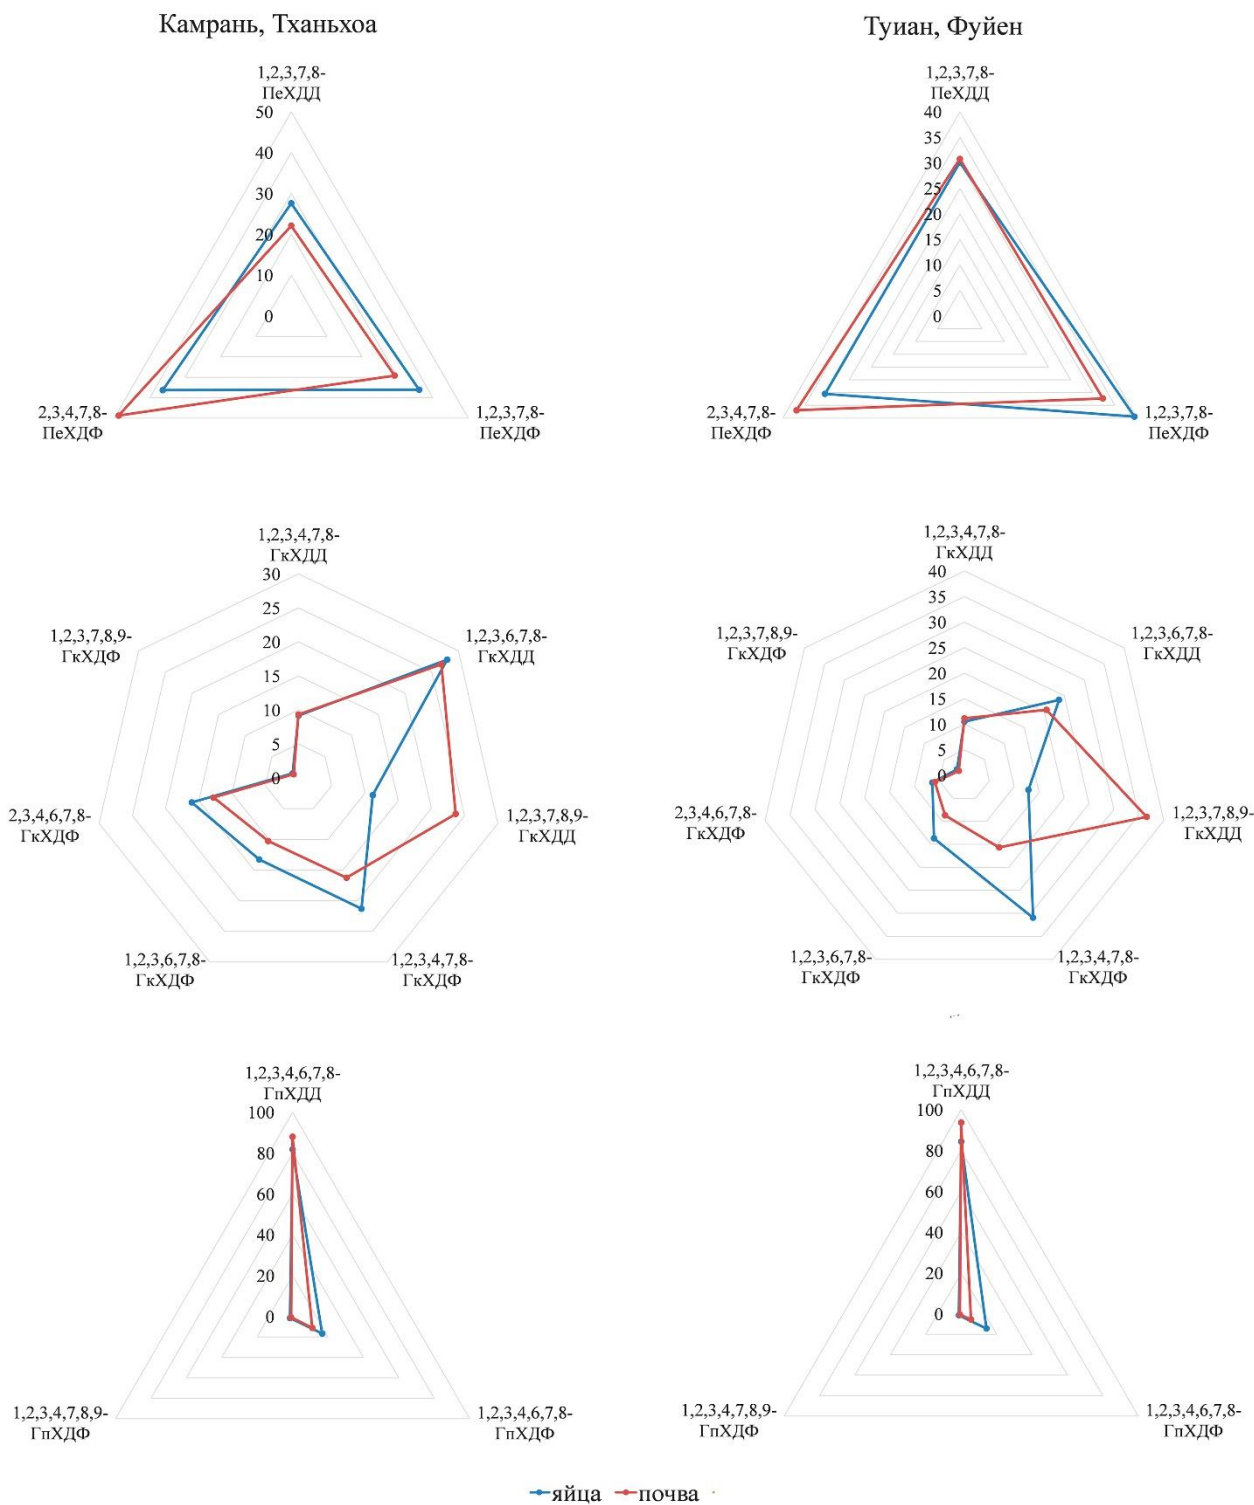 Камрань, Тханьхоа
Туиан, Фуйен
1,2,3,7,8-
ПеХДД
50
40
30
20
10
0
2,3,4,7,8-
ПеХДФ
1,2,3,7,8-
ПеХДФ
1,2,3,7,8-
ПеХДД
40
35
30
25
20
15
10
5
0
2,3,4,7,8-
ПеХДФ
1,2,3,7,8-
ПеХДФ
1,2,3,4,7,8-
ГкХДД
30
25
20
15
10
5
0
1,2,3,7,8,9-
ГкХДФ
1,2,3,6,7,8-
ГкХДД
2,3,4,6,7,8-
ГкХДФ
1,2,3,7,8,9-
ГкХДД
1,2,3,6,7,8-
ГкХДФ
1,2,3,4,7,8-
ГкХДФ
1,2,3,4,7,8-
ГкХДД
40
35
30
25
20
15
10
5
0
1,2,3,7,8,9-
ГкХДФ
1,2,3,6,7,8-
ГкХДД
2,3,4,6,7,8-
ГкХДФ
1,2,3,7,8,9-
ГкХДД
1,2,3,6,7,8-
ГкХДФ
1,2,3,4,7,8-
ГкХДФ
1,2,3,4,6,7,8-
ГпХДД
100
80
60
40
20
0
1,2,3,4,7,8,9-
ГпХДФ
1,2,3,4,6,7,8-
ГпХДФ
1,2,3,4,6,7,8-
ГпХДД
100
80
60
40
20
0
1,2,3,4,7,8,9-
ГпХДФ
1,2,3,4,6,7,8-
ГпХДФ
яйца почва